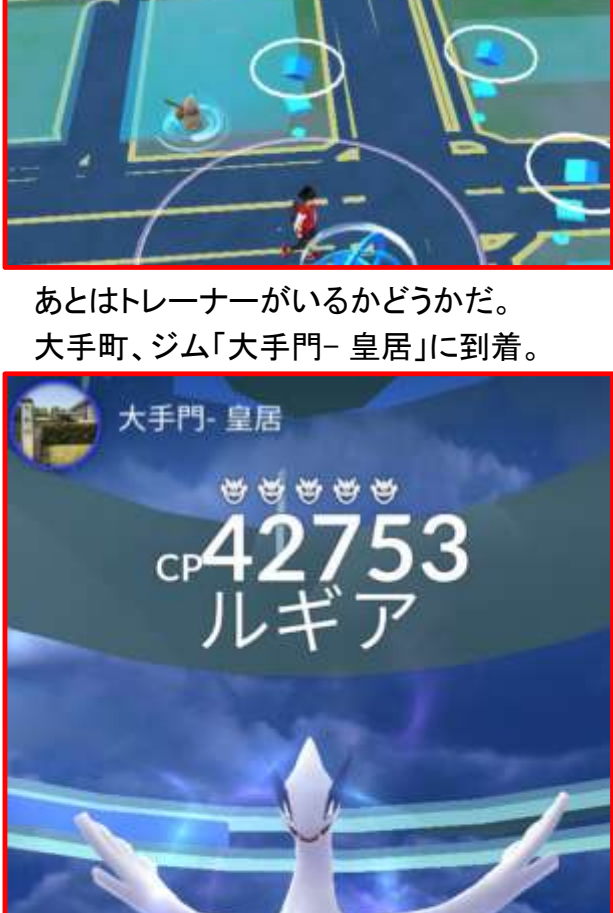 あとはトレーナーがいるかどうかだ。
大手町、ジム「大手門- 皇居」に到着。
大手門- 皇居
CP42753
ルギア